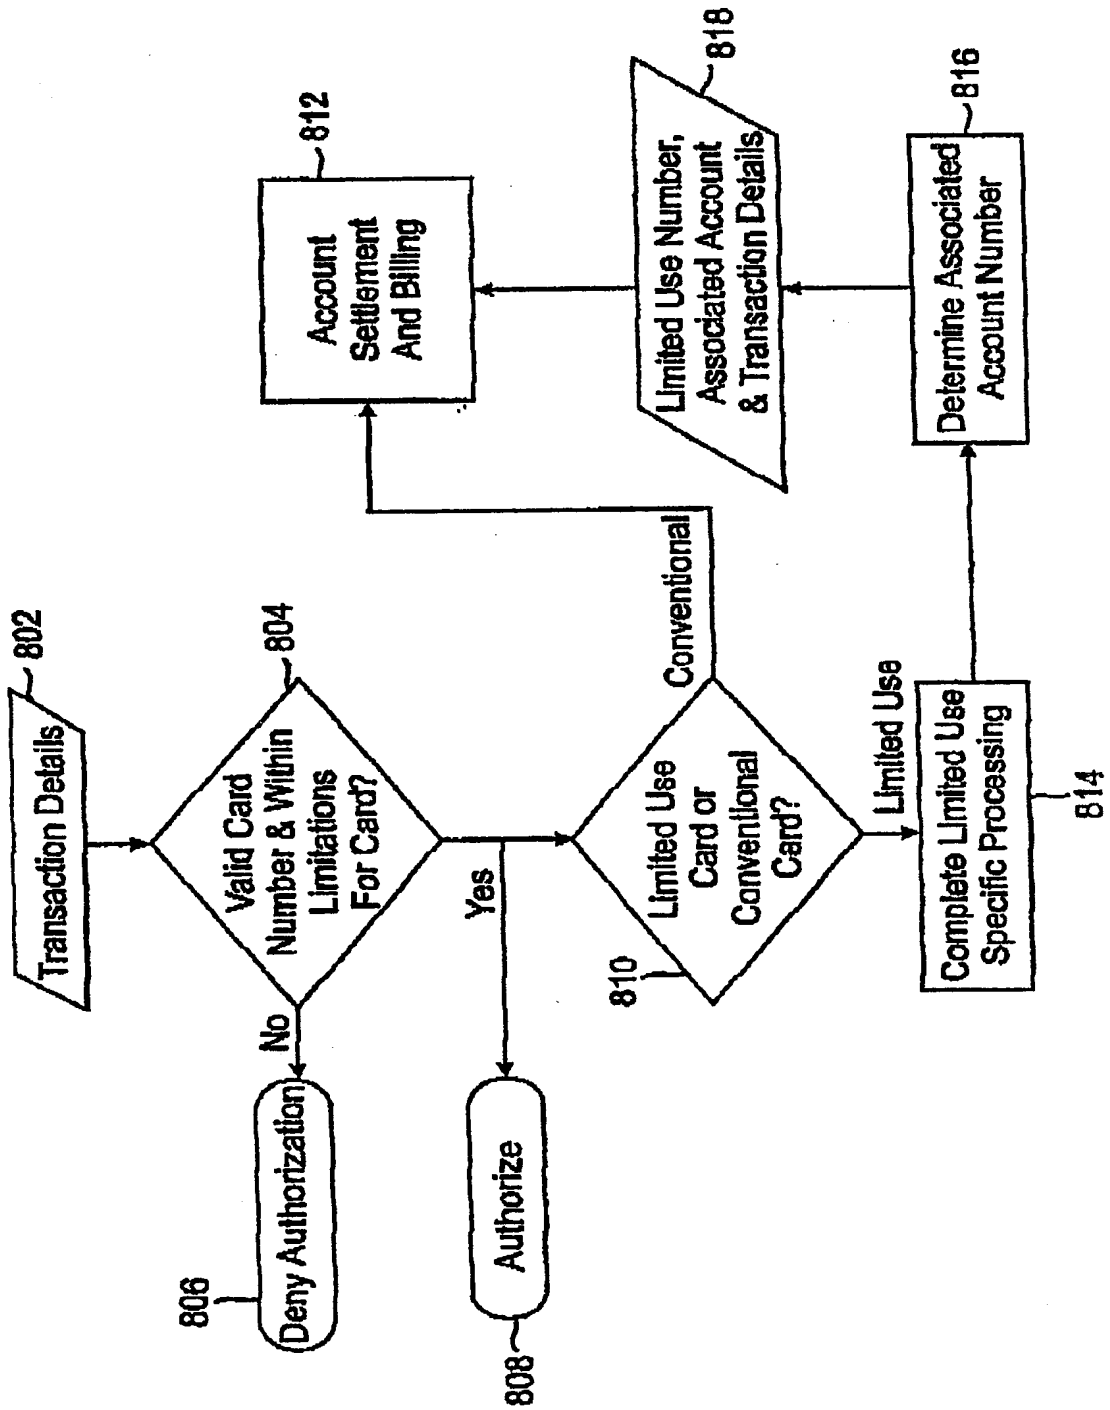 802
Transaction Details
804
Valid Card
Number & Within
Limitations
For Card?
No
806
Deny Authorization
Yes
808
Authorize
810
Limited Use
Card or
Conventional
Card?
Conventional
812
Account
Settlement
And Billing
Limited Use
814
Complete Limited Use
Specific Processing
816
Determine Associated
Account Number
818
Limited Use Number,
Associated Account
& Transaction Details